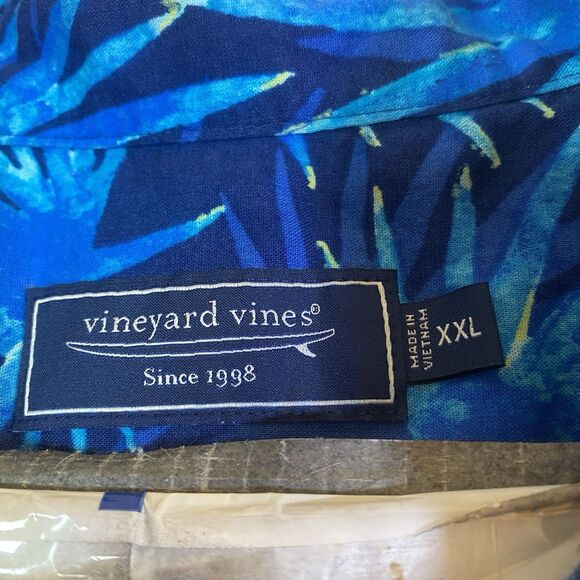 vineyard vines®
Since 1998
MADE IN
VIETNAM
XXL